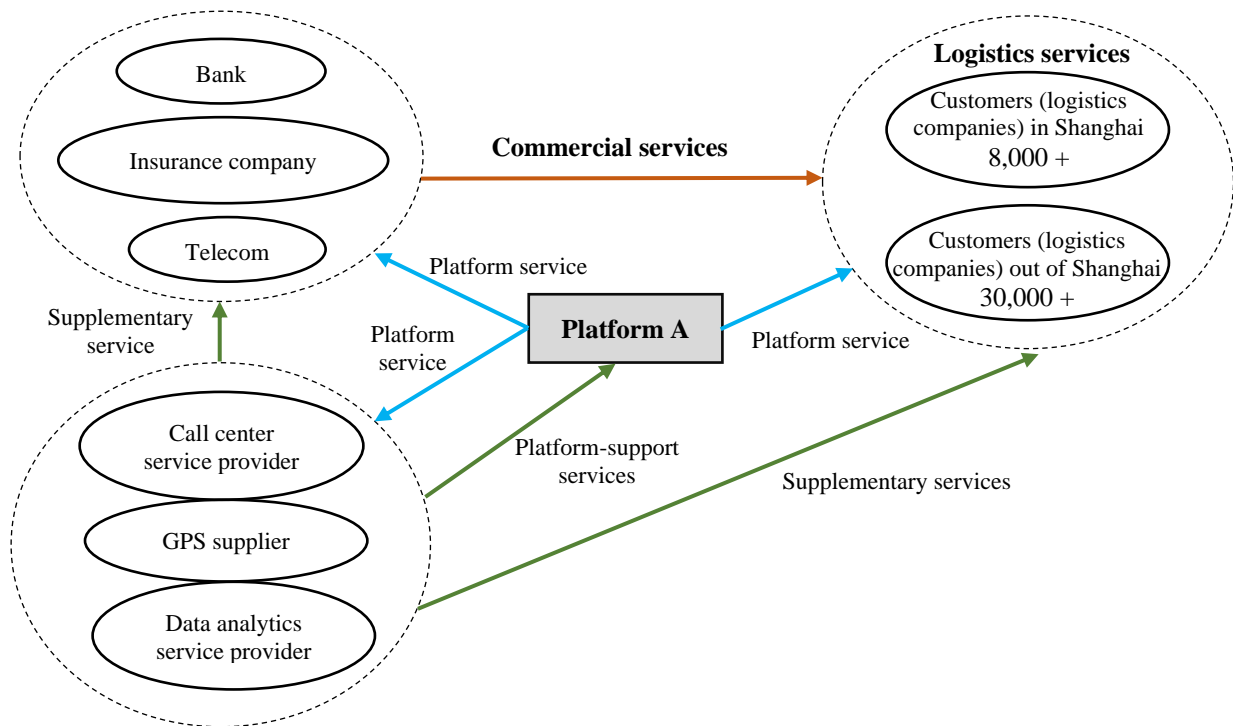 Bank
Insurance company
Telecom
Commercial services
Logistics services
Customers (logistics
companies) in Shanghai
8,000 +
Customers (logistics
companies) out of Shanghai
30,000 +
Platform service
Supplementary
service
Platform
service
Platform A
Platform service
Call center
service provider
GPS supplier
Data analytics
service provider
Platform-support
services
Supplementary services